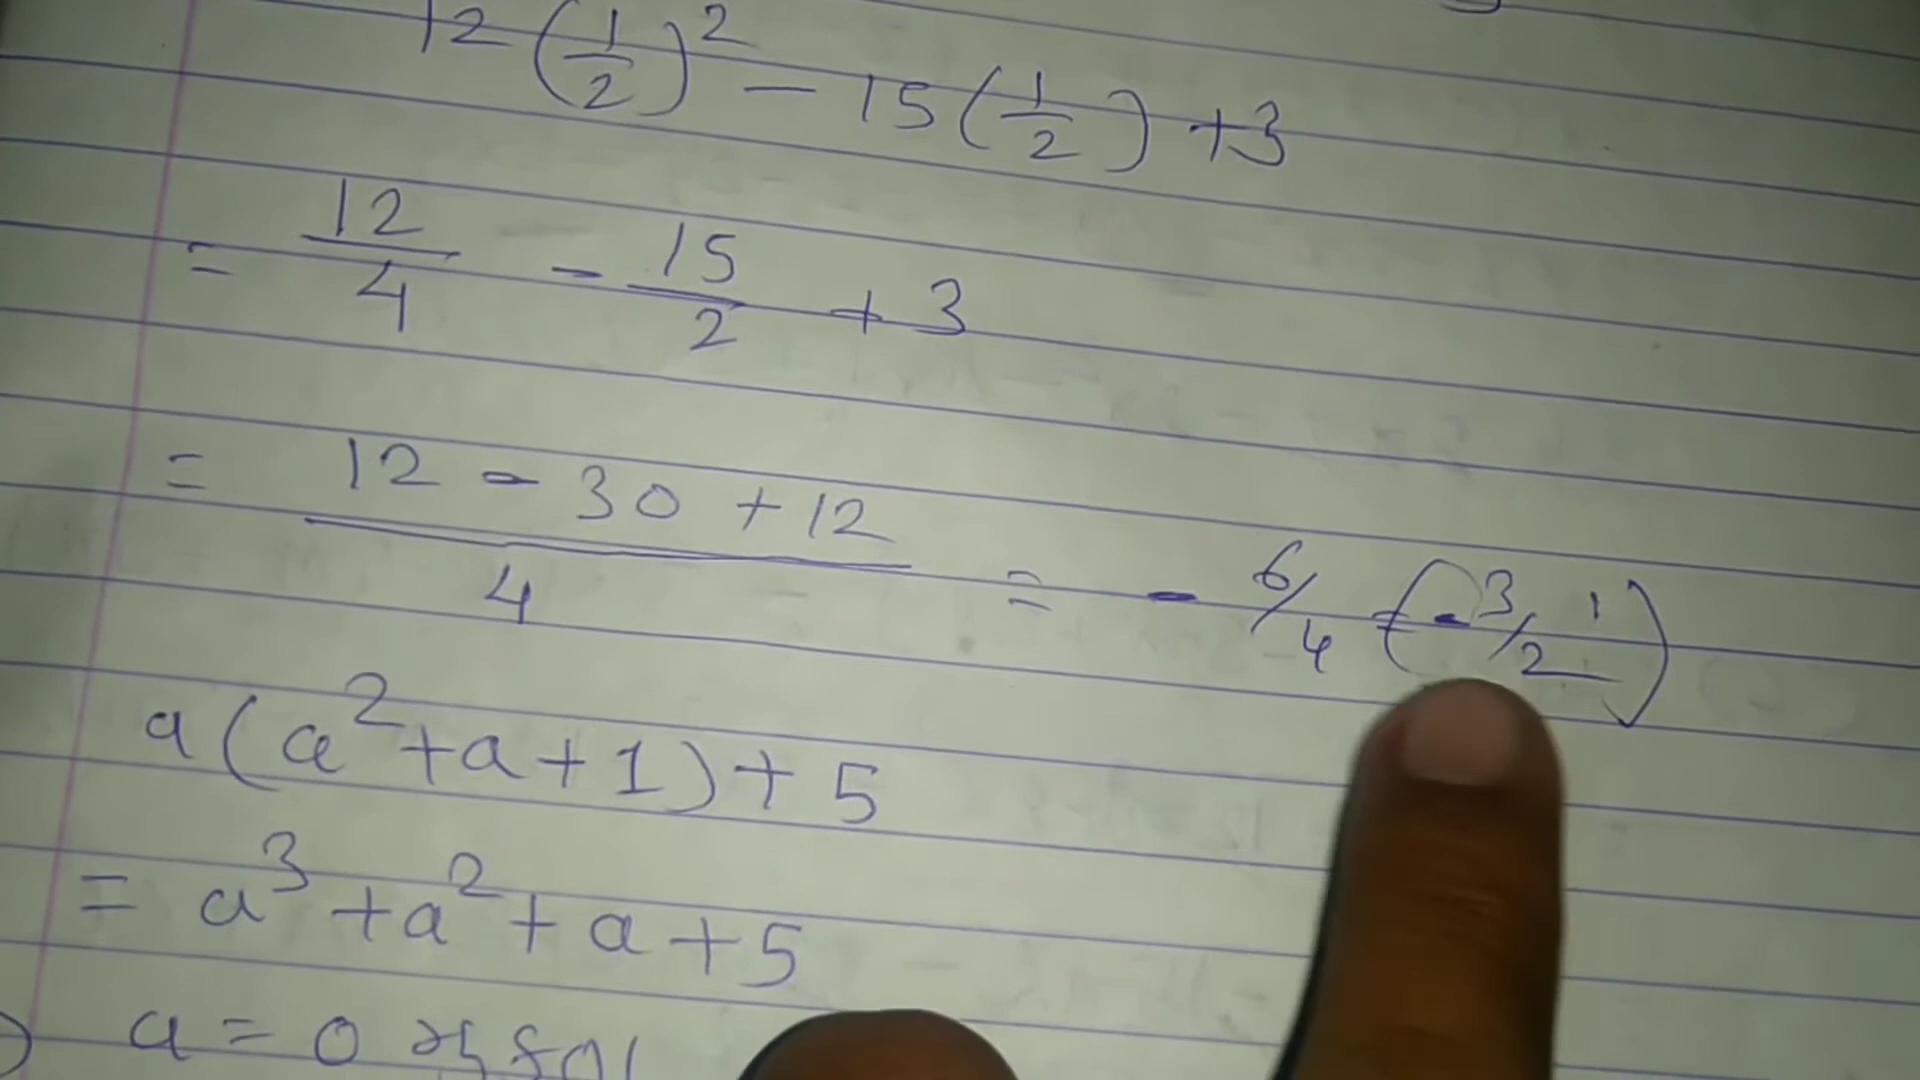 12(1/2)² - 15(1/2) + 3
= 12/4 - 15/2 + 3
= (12 - 30 + 12)/4 = - 6/4 = (- 3/2)
a(a² + a + 1) + 5
= a³ + a² + a + 5
) a = 0